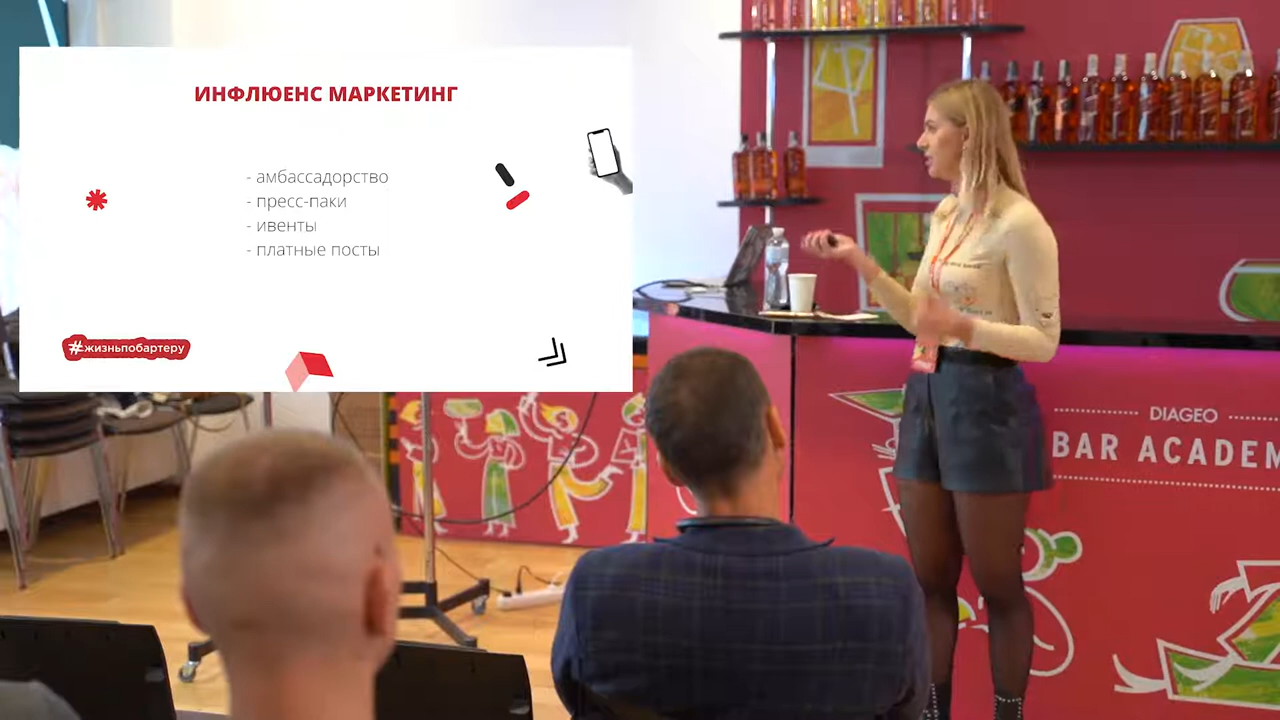 ИНФЛЮЕНС МАРКЕТИНГ
- амбассадорство
- пресс-паки
- ивенты
- платные посты
#жизньпобартеру
DIAGEO
BAR ACADEM